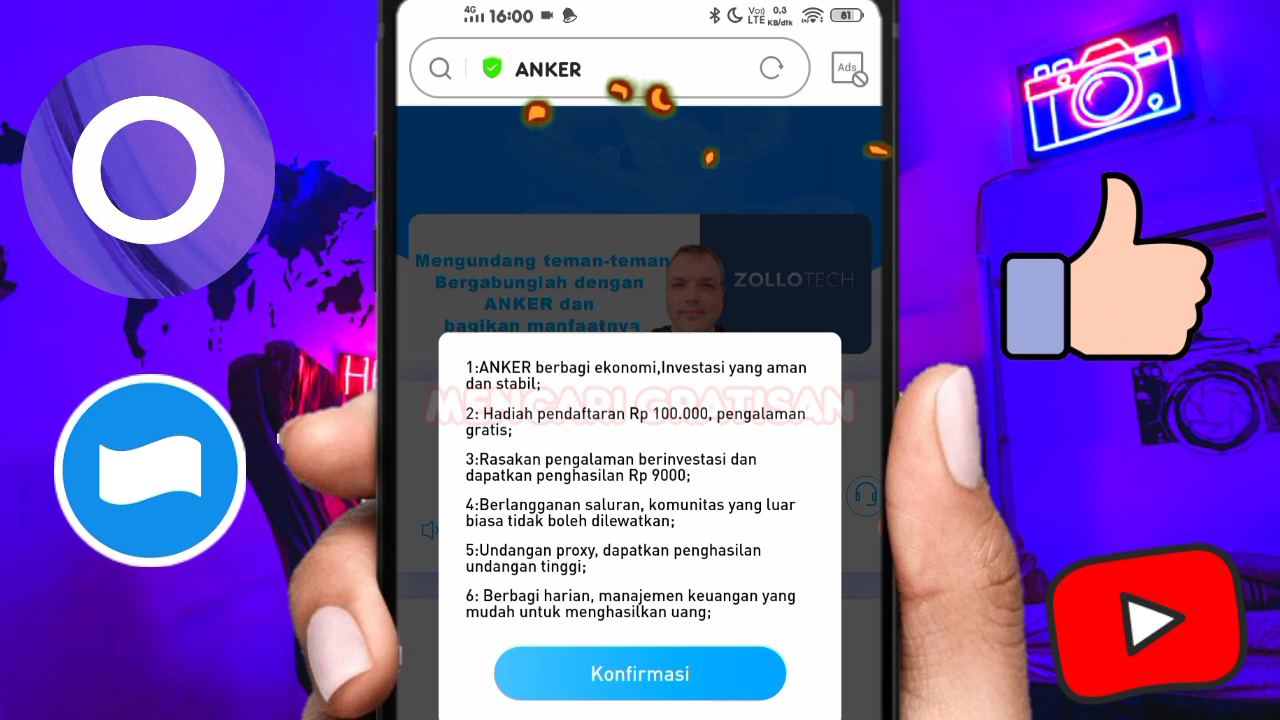 4G 16:00 Vo)) LTE 0.3 KB/dtk 81
ANKER
Ads
Mengundang teman-teman
Bergabunglah dengan
ANKER dan
bagikan manfaatnya
ZOLLOTECH
1:ANKER berbagi ekonomi,Investasi yang aman
dan stabil;
MENCARI GRATISAN
2: Hadiah pendaftaran Rp 100.000, pengalaman
gratis;
3:Rasakan pengalaman berinvestasi dan
dapatkan penghasilan Rp 9000;
4:Berlangganan saluran, komunitas yang luar
biasa tidak boleh dilewatkan;
5:Undangan proxy, dapatkan penghasilan
undangan tinggi;
6: Berbagi harian, manajemen keuangan yang
mudah untuk menghasilkan uang;
Konfirmasi